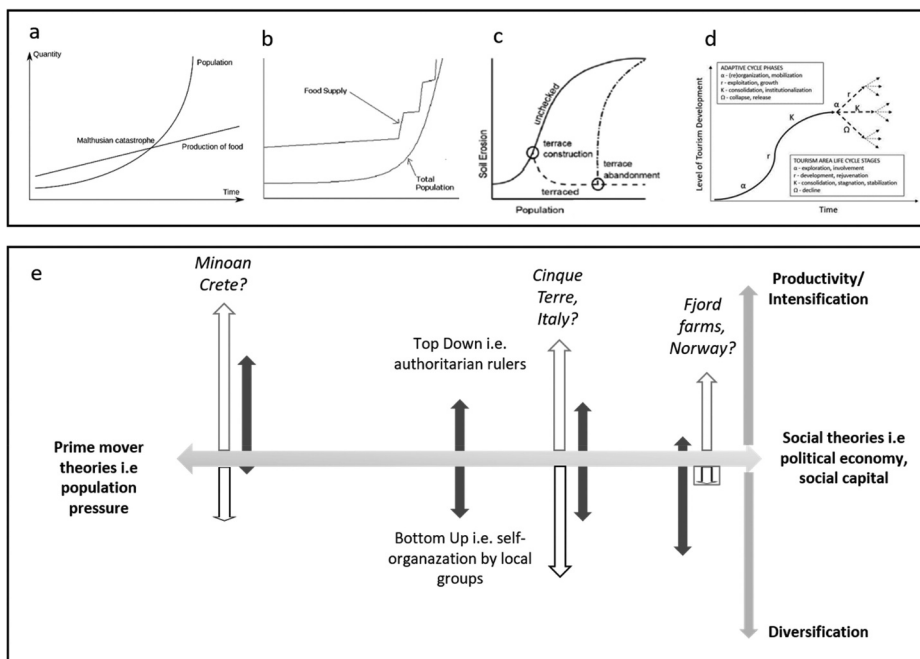 a
Quantity
Population
Malthusian catastrophe
Production of food
Time
b
Food Supply
Total
Population
c
Soil Erosion
unchecked
terrace
construction
terrace
abandonment
terraced
Population
d
Level of Tourism Development
ADAPTIVE CYCLE PHASES
α - (re)organization, mobilization
r - exploitation, growth
K - consolidation, institutionalization
Ω - collapse, release
α
r
K
α
r
K
Ω
TOURISM AREA LIFE CYCLE STAGES
α - exploration, involvement
r - development, rejuvenation
K - consolidation, stagnation, stabilization
Ω - decline
Time
e
Minoan
Crete?
Cinque
Terre,
Italy?
Fjord
farms,
Norway?
Productivity/
Intensification
Top Down i.e
authoritarian rulers
Prime mover
theories i.e
population
pressure
Social theories i.e
political economy,
social capital
Bottom Up i.e. self-
organazation by local
groups
Diversification